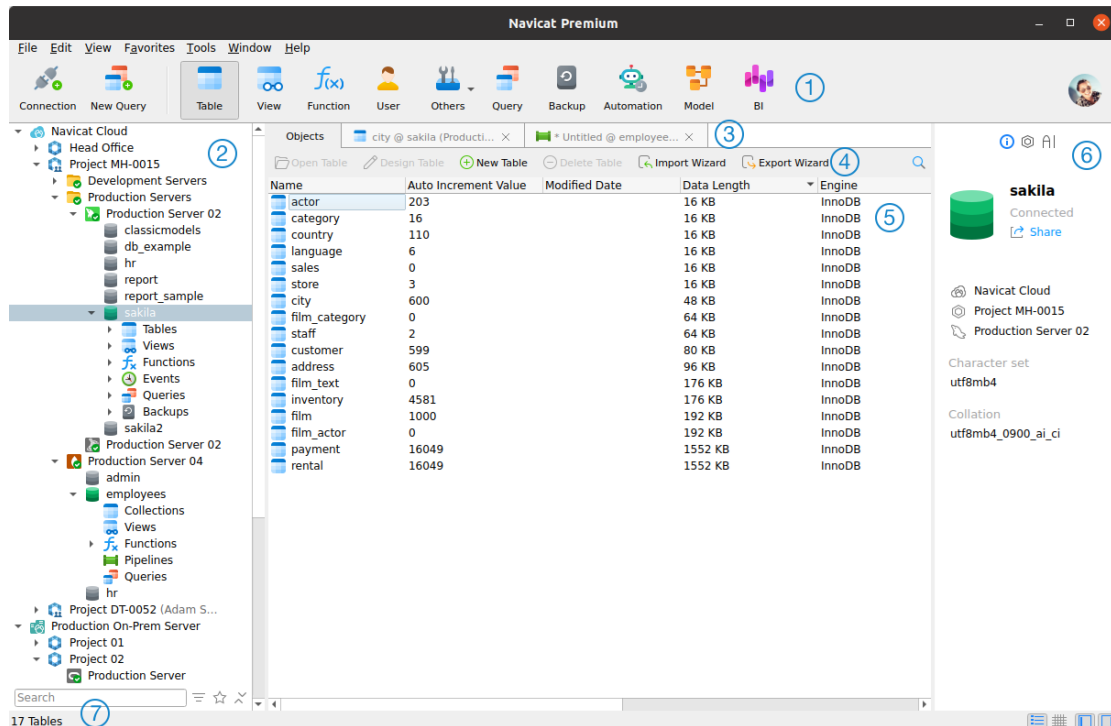 Navicat Premium
File Edit View Favorites Tools Window Help
Connection New Query Table View Function User Others Query Backup Automation Model BI
1
Navicat Cloud
Head Office
Project MH-0015
Development Servers
Production Servers
Production Server 02
classicmodels
db_example
hr
report
report_sample
sakila
Tables
Views
Functions
Events
Queries
Backups
sakila2
Production Server 02
Production Server 04
admin
employees
Collections
Views
Functions
Pipelines
Queries
hr
Project DT-0052 (Adam S...
Production On-Prem Server
Project 01
Project 02
Production Server
2
Search
17 Tables
7
Objects city @ sakila (Producti... * Untitled @ employee...
3
Open Table Design Table New Table Delete Table Import Wizard Export Wizard
4
Name Auto Increment Value Modified Date Data Length Engine
actor 203 16 KB InnoDB
category 16 16 KB InnoDB
country 110 16 KB InnoDB
language 6 16 KB InnoDB
sales 0 16 KB InnoDB
store 3 16 KB InnoDB
city 600 48 KB InnoDB
film_category 0 64 KB InnoDB
staff 2 64 KB InnoDB
customer 599 80 KB InnoDB
address 605 96 KB InnoDB
film_text 0 176 KB InnoDB
inventory 4581 176 KB InnoDB
film 1000 192 KB InnoDB
film_actor 0 192 KB InnoDB
payment 16049 1552 KB InnoDB
rental 16049 1552 KB InnoDB
5
AI
6
sakila
Connected
Share
Navicat Cloud
Project MH-0015
Production Server 02
Character set
utf8mb4
Collation
utf8mb4_0900_ai_ci